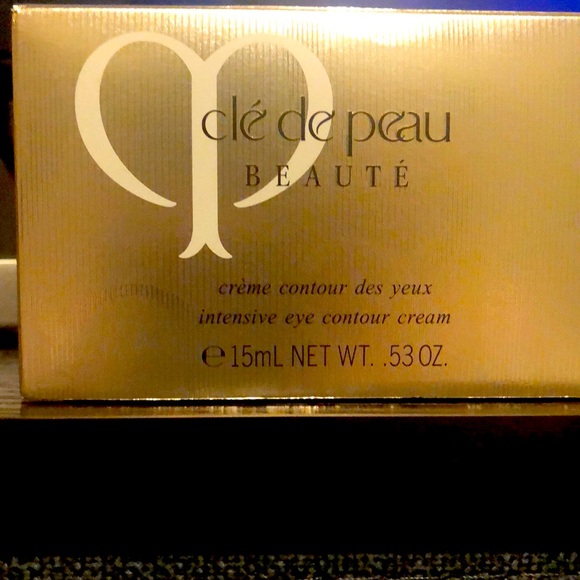 clé de peau
BEAUTÉ
crème contour des yeux
intensive eye contour cream
℮15mL NET WT. .53 OZ.